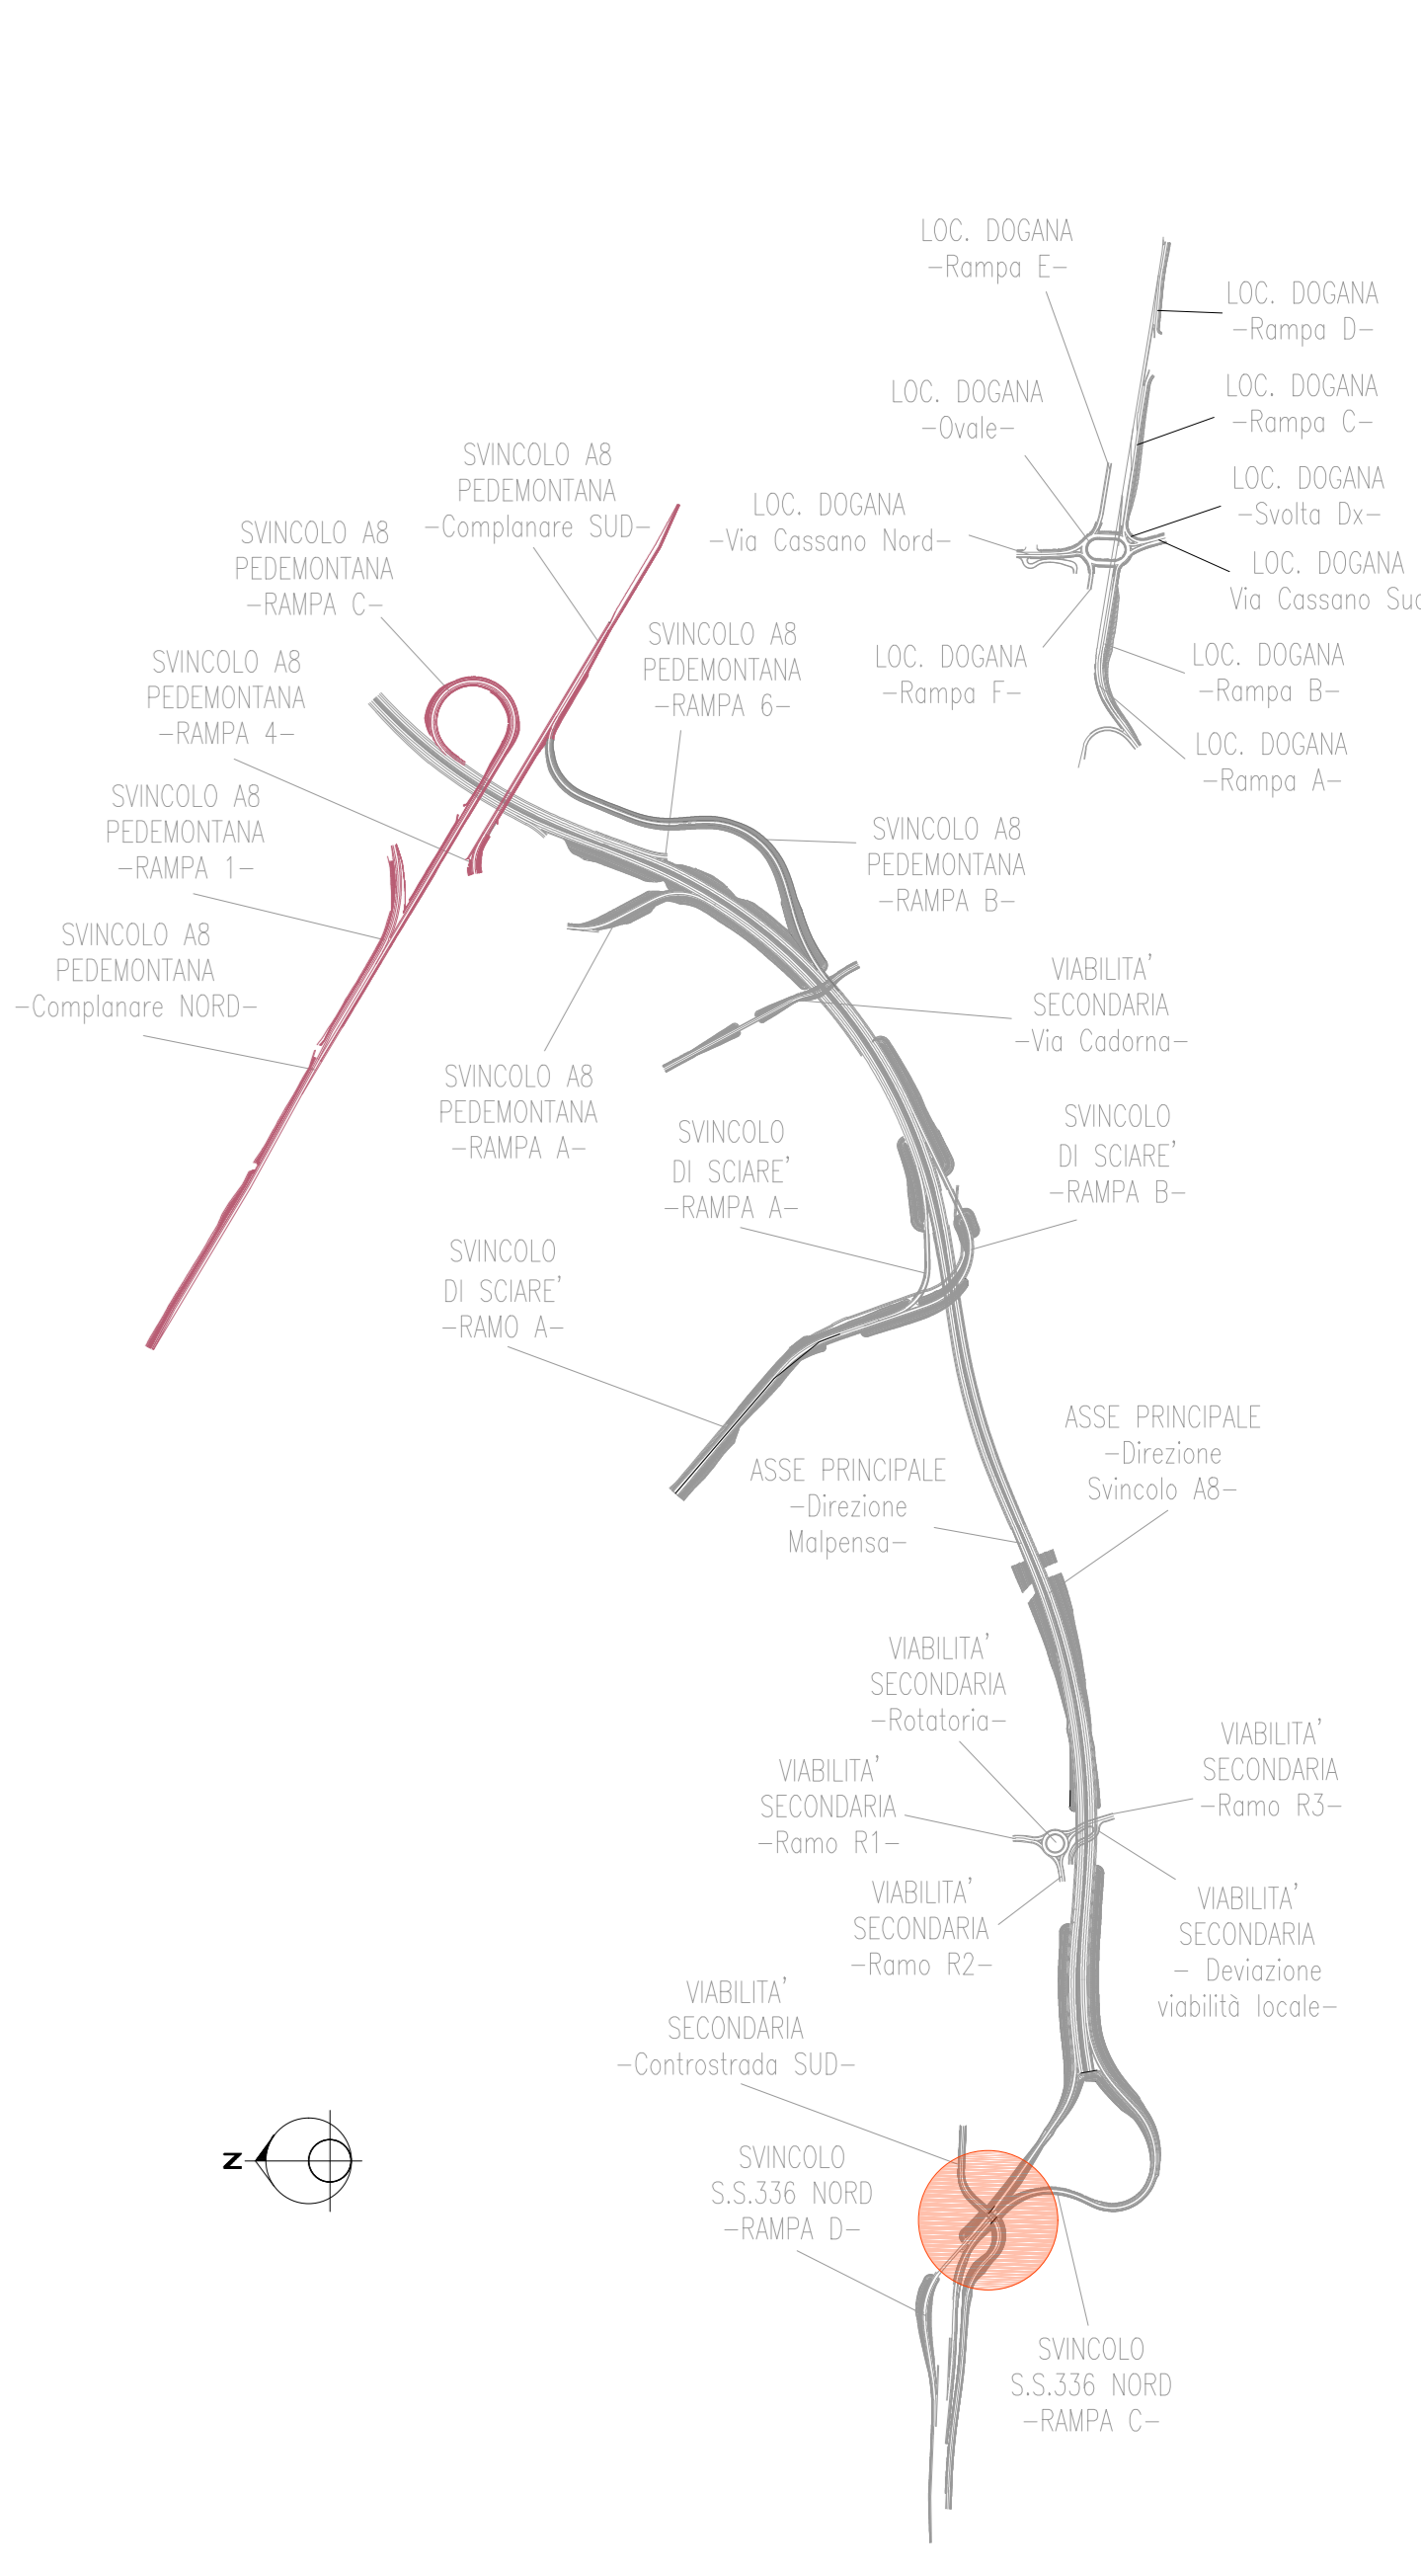 LOC. DOGANA
-Rampa E-
LOC. DOGANA
-Rampa D-
LOC. DOGANA
-Rampa C-
LOC. DOGANA
-Ovale-
SVINCOLO A8
PEDEMONTANA
-Complanare SUD-
LOC. DOGANA
-Svolta Dx-
LOC. DOGANA
-Via Cassano Nord-
SVINCOLO A8
PEDEMONTANA
-RAMPA C-
LOC. DOGANA
Via Cassano Sud
SVINCOLO A8
PEDEMONTANA
-RAMPA 6-
LOC. DOGANA
-Rampa F-
LOC. DOGANA
-Rampa B-
SVINCOLO A8
PEDEMONTANA
-RAMPA 4-
LOC. DOGANA
-Rampa A-
SVINCOLO A8
PEDEMONTANA
-RAMPA 1-
SVINCOLO A8
PEDEMONTANA
-RAMPA B-
SVINCOLO A8
PEDEMONTANA
-Complanare NORD-
VIABILITA'
SECONDARIA
-Via Cadorna-
SVINCOLO A8
PEDEMONTANA
-RAMPA A-
SVINCOLO
DI SCIARE'
-RAMPA A-
SVINCOLO
DI SCIARE'
-RAMPA B-
SVINCOLO
DI SCIARE'
-RAMO A-
ASSE PRINCIPALE
-Direzione
Svincolo A8-
ASSE PRINCIPALE
-Direzione
Malpensa-
VIABILITA'
SECONDARIA
-Rotatoria-
VIABILITA'
SECONDARIA
-Ramo R3-
VIABILITA'
SECONDARIA
-Ramo R1-
VIABILITA'
SECONDARIA
-Ramo R2-
VIABILITA'
SECONDARIA
- Deviazione
viabilità locale-
VIABILITA'
SECONDARIA
-Controstrada SUD-
N
SVINCOLO
S.S.336 NORD
-RAMPA D-
SVINCOLO
S.S.336 NORD
-RAMPA C-